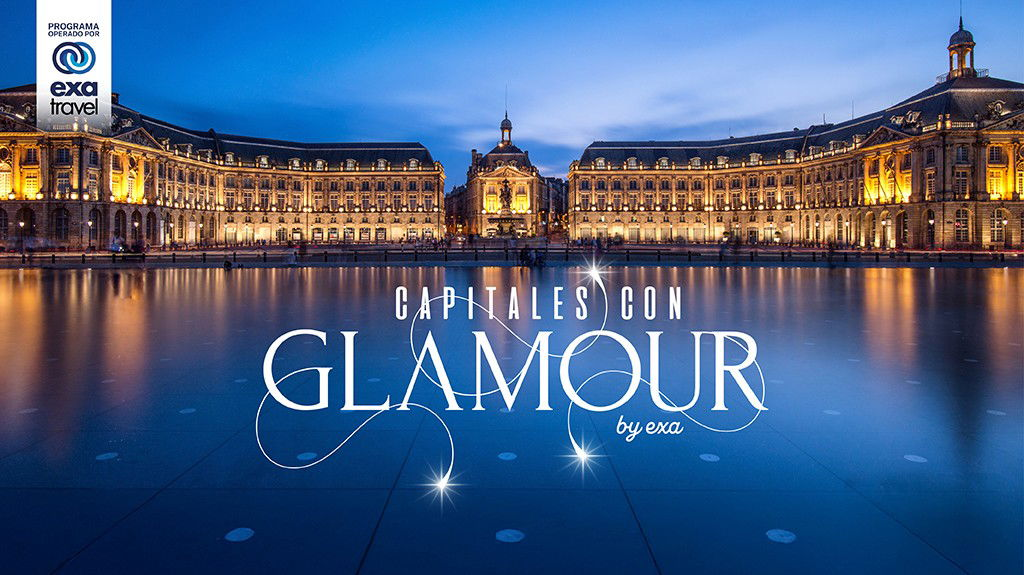 PROGRAMA
OPERADO POR
exa
travel
CAPITALES CON
GLAMOUR
by exa